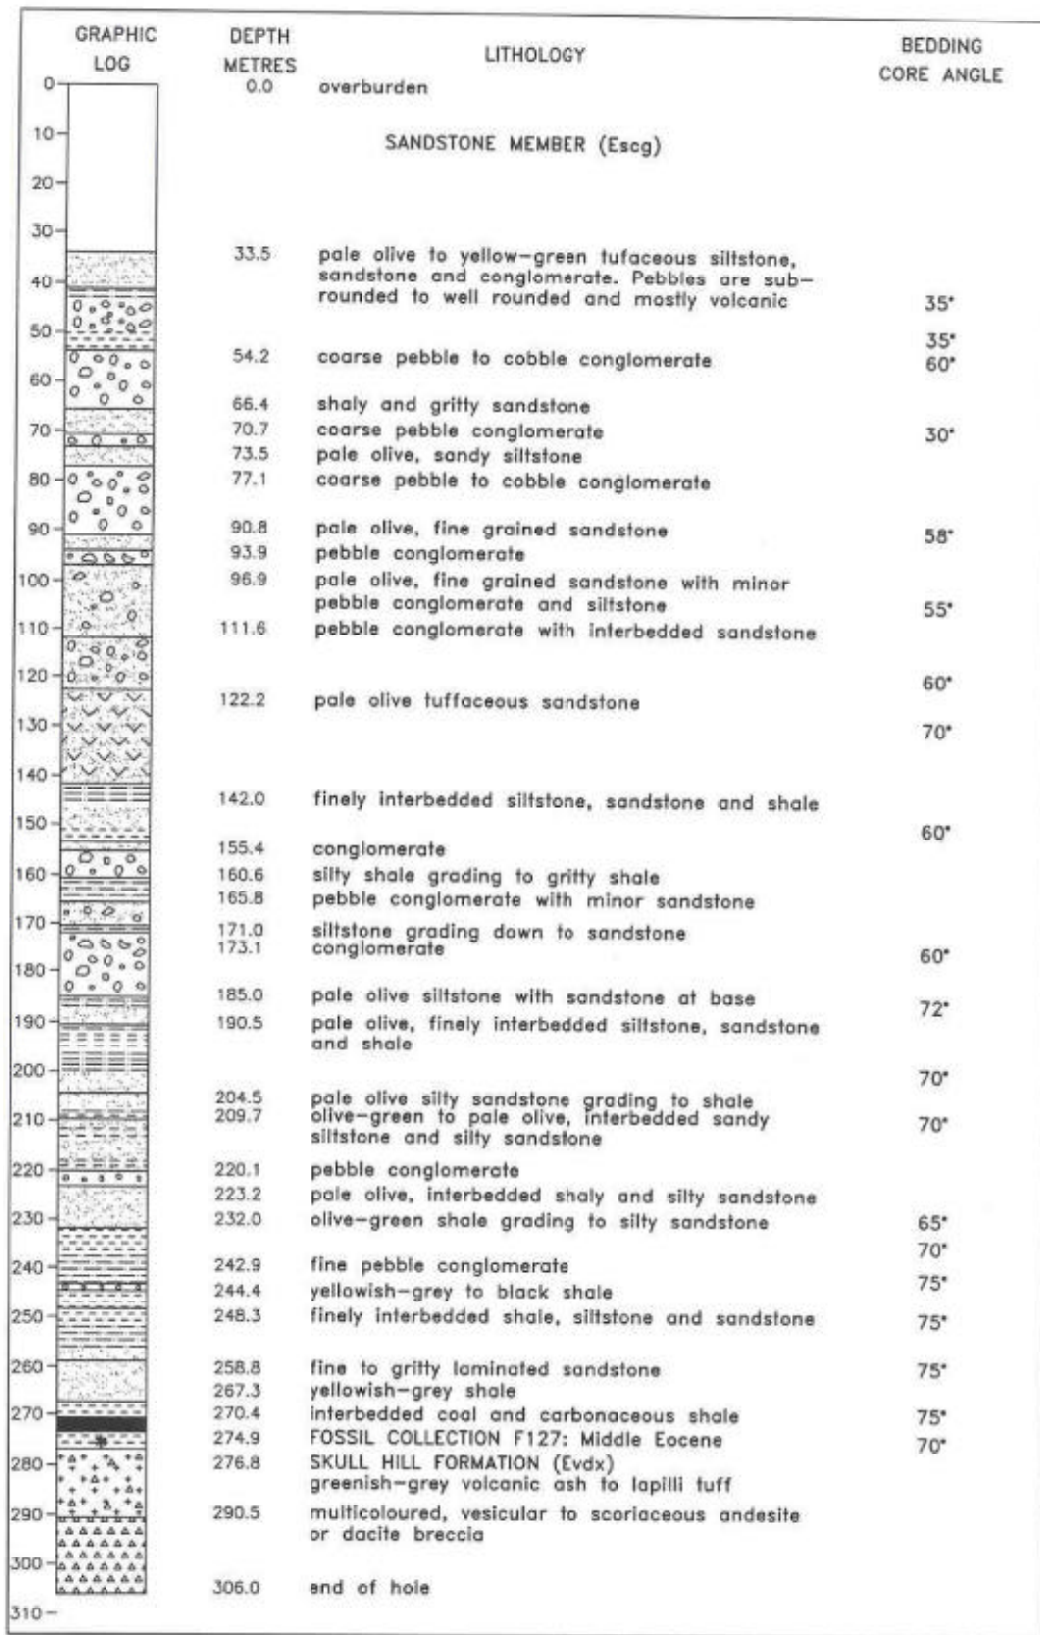 GRAPHIC LOG DEPTH METRES LITHOLOGY BEDDING CORE ANGLE
0 0.0 overburden
10 SANDSTONE MEMBER (Escg)
20
30
33.5 pale olive to yellow-green tufaceous siltstone,
40 sandstone and conglomerate. Pebbles are sub-
rounded to well rounded and mostly volcanic 35°
50 35°
54.2 coarse pebble to cobble conglomerate 60°
60
66.4 shaly and gritty sandstone
70 70.7 coarse pebble conglomerate 30°
73.5 pale olive, sandy siltstone
80 77.1 coarse pebble to cobble conglomerate
90 90.8 pale olive, fine grained sandstone 58°
93.9 pebble conglomerate
100 96.9 pale olive, fine grained sandstone with minor
pebble conglomerate and siltstone 55°
110 111.6 pebble conglomerate with interbedded sandstone
120 60°
122.2 pale olive tuffaceous sandstone
130 70°
140
142.0 finely interbedded siltstone, sandstone and shale
150 60°
155.4 conglomerate
160 160.6 silty shale grading to gritty shale
165.8 pebble conglomerate with minor sandstone
170 171.0 siltstone grading down to sandstone
173.1 conglomerate 60°
180
185.0 pale olive siltstone with sandstone at base 72°
190 190.5 pale olive, finely interbedded siltstone, sandstone
and shale
200 70°
204.5 pale olive silty sandstone grading to shale
210 209.7 olive-green to pale olive, interbedded sandy 70°
siltstone and silty sandstone
220 220.1 pebble conglomerate
223.2 pale olive, interbedded shaly and silty sandstone
230 232.0 olive-green shale grading to silty sandstone 65°
70°
240 242.9 fine pebble conglomerate
244.4 yellowish-grey to black shale 75°
250 248.3 finely interbedded shale, siltstone and sandstone 75°
260 258.8 fine to gritty laminated sandstone 75°
267.3 yellowish-grey shale
270 270.4 interbedded coal and carbonaceous shale 75°
274.9 FOSSIL COLLECTION F127: Middle Eocene 70°
280 276.8 SKULL HILL FORMATION (Evdx)
greenish-grey volcanic ash to lapilli tuff
290 290.5 multicoloured, vesicular to scoriaceous andesite
or dacite breccia
300
306.0 end of hole
310